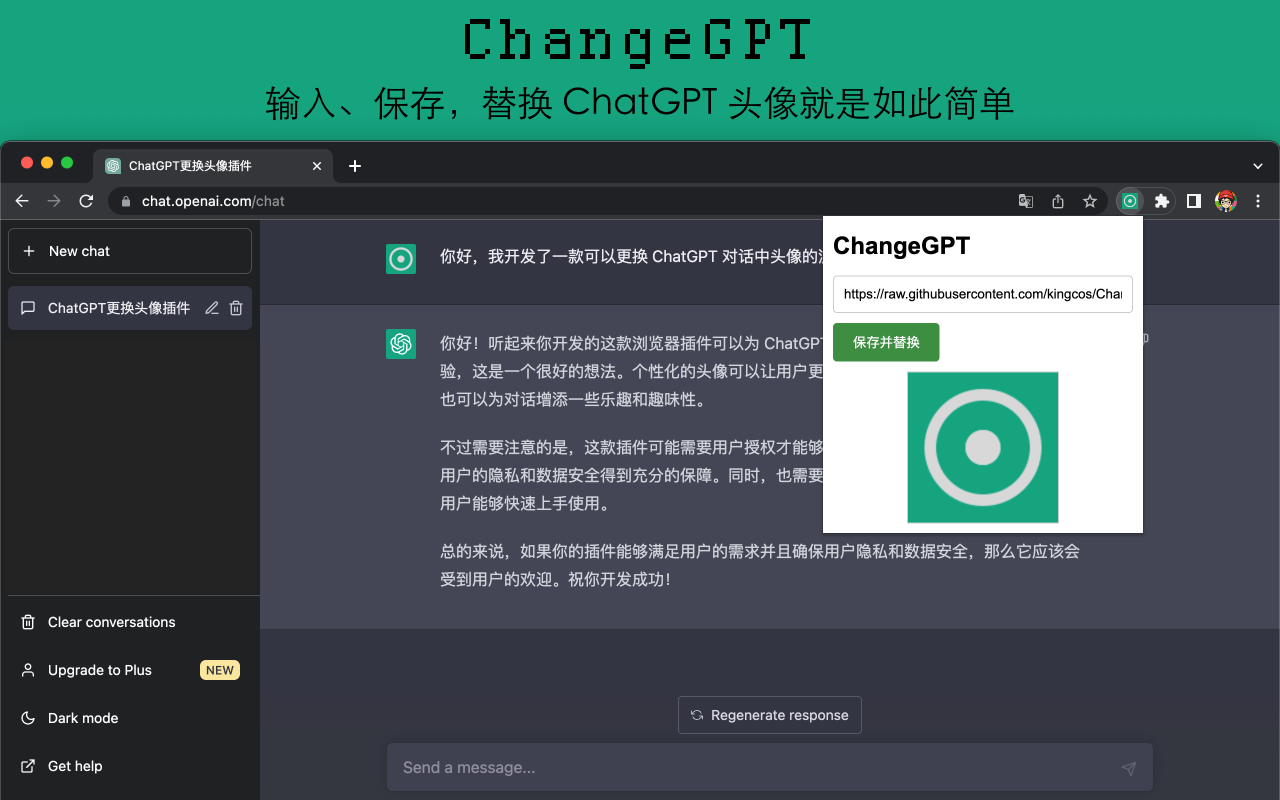 ChangeGPT
输入、保存，替换 ChatGPT 头像就是如此简单
ChatGPT更换头像插件
chat.openai.com/chat
New chat
ChatGPT更换头像插件
Clear conversations
Upgrade to Plus NEW
Dark mode
Get help
你好，我开发了一款可以更换 ChatGPT 对话中头像的
你好！听起来你开发的这款浏览器插件可以为 ChatGPT
验，这是一个很好的想法。个性化的头像可以让用户更
也可以为对话增添一些乐趣和趣味性。
不过需要注意的是，这款插件可能需要用户授权才能够
用户的隐私和数据安全得到充分的保障。同时，也需要
用户能够快速上手使用。
总的来说，如果你的插件能够满足用户的需求并且确保用户隐私和数据安全，那么它应该会
受到用户的欢迎。祝你开发成功！
ChangeGPT
https://raw.githubusercontent.com/kingcos/Cha
保存并替换
Regenerate response
Send a message...